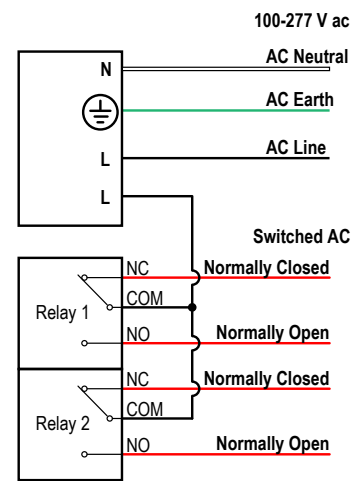 100-277 V ac
N
AC Neutral
AC Earth
L
AC Line
L
Switched AC
Relay 1
NC
Normally Closed
COM
NO
Normally Open
Relay 2
NC
Normally Closed
COM
NO
Normally Open